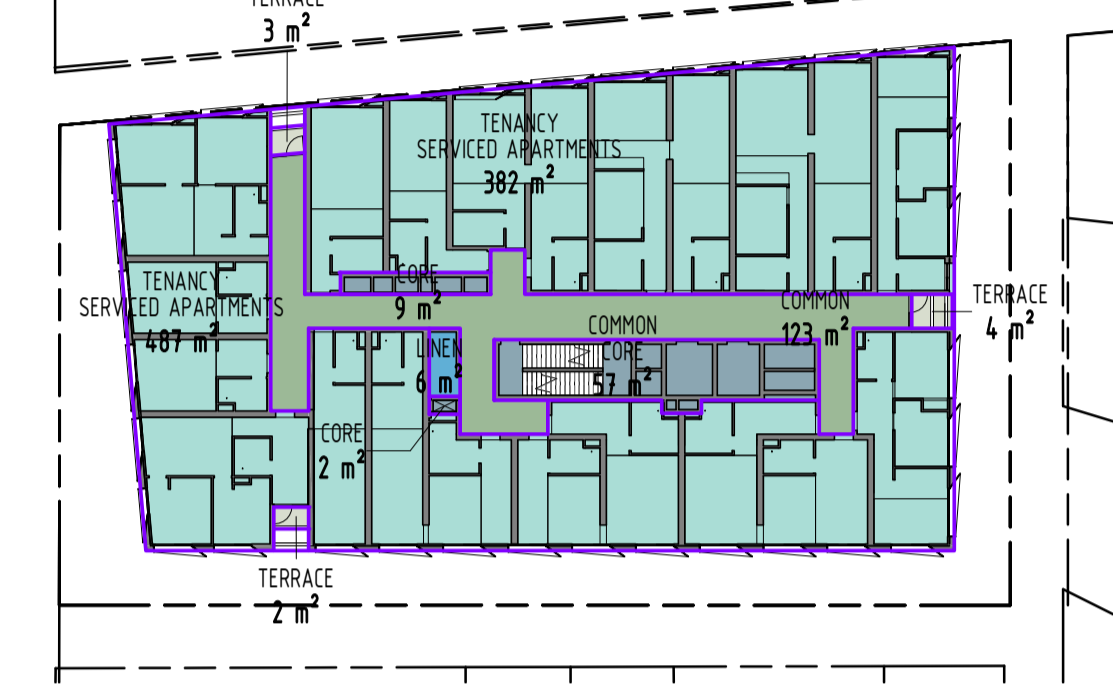 TERRACE
3 m²
TENANCY
SERVICED APARTMENTS
382 m²
TENANCY
SERVICED APARTMENTS
487 m²
CORE
9 m²
COMMON
123 m²
TERRACE
4 m²
COMMON
LINEN
6 m²
CORE
57 m²
CORE
2 m²
TERRACE
2 m²